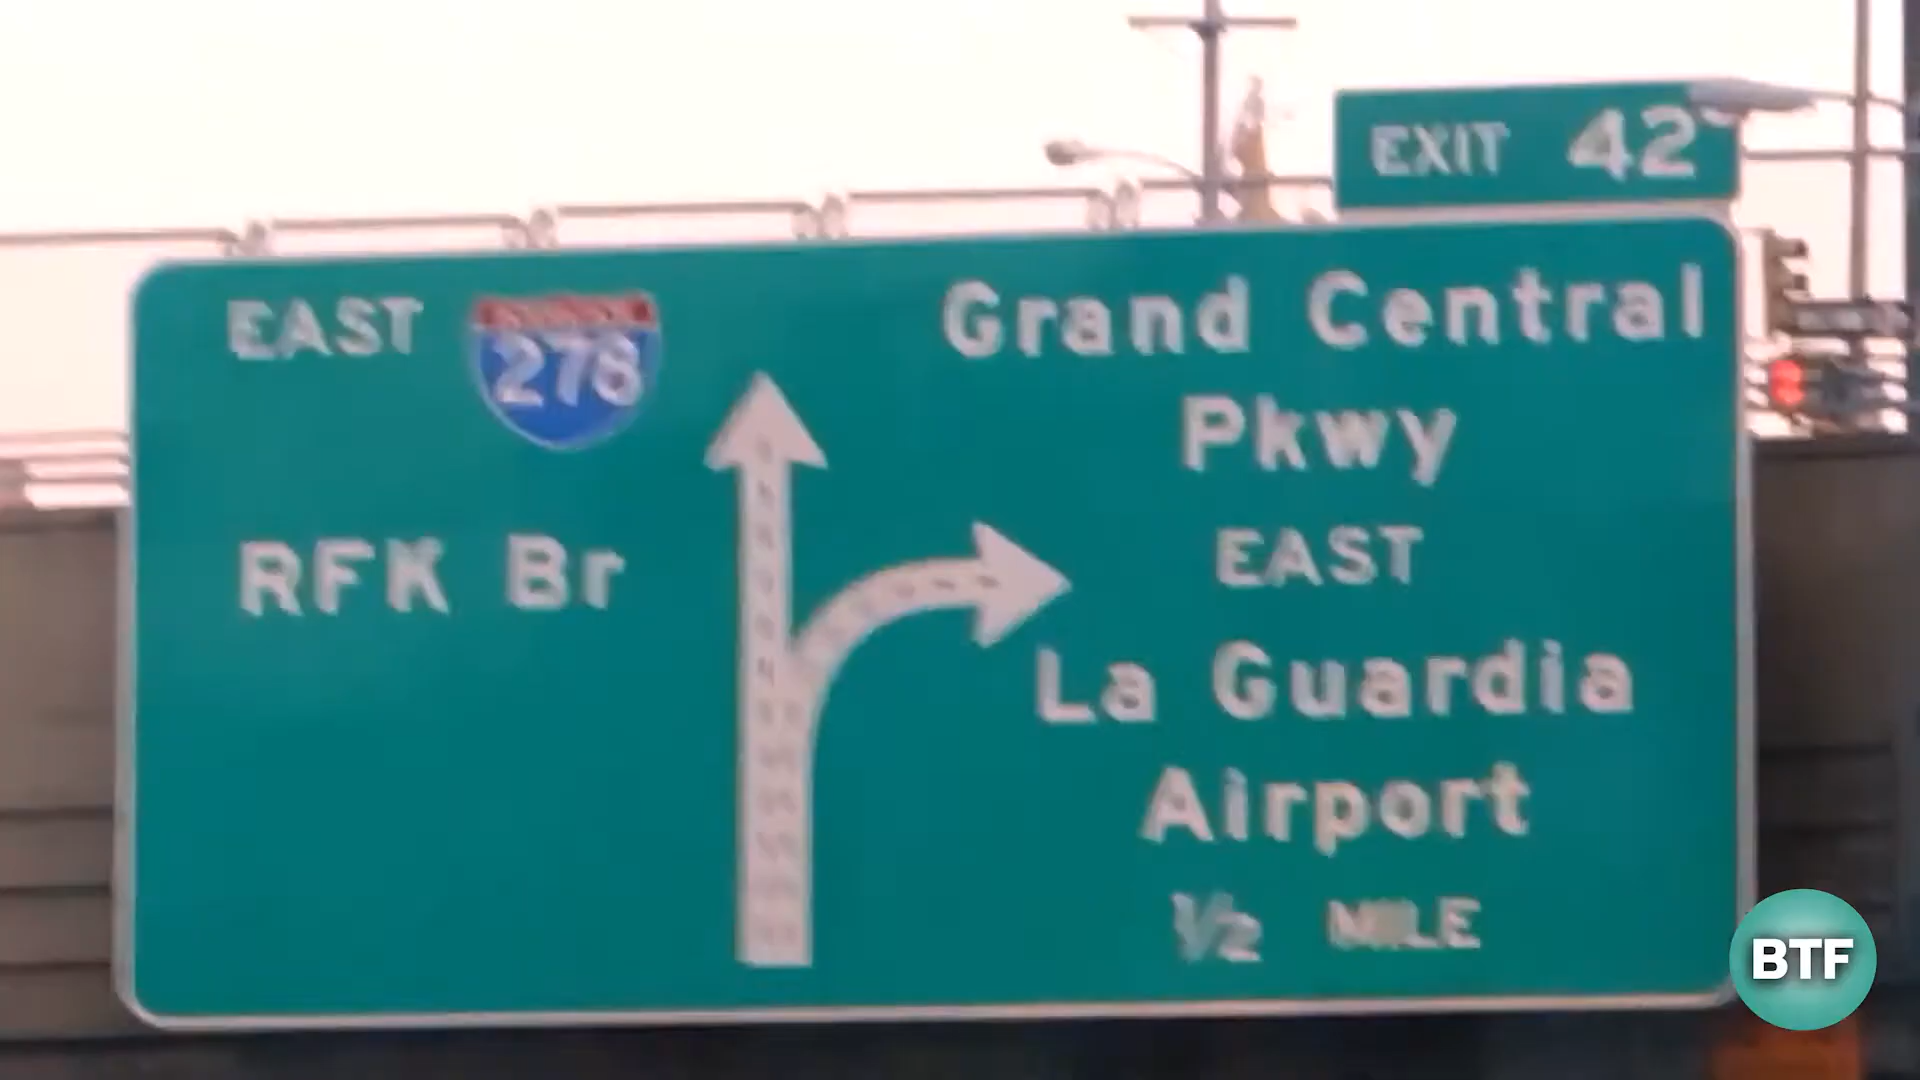 EXIT 42
EAST 278
RFK Br
Grand Central
Pkwy
EAST
La Guardia
Airport
1/2 MILE
BTF